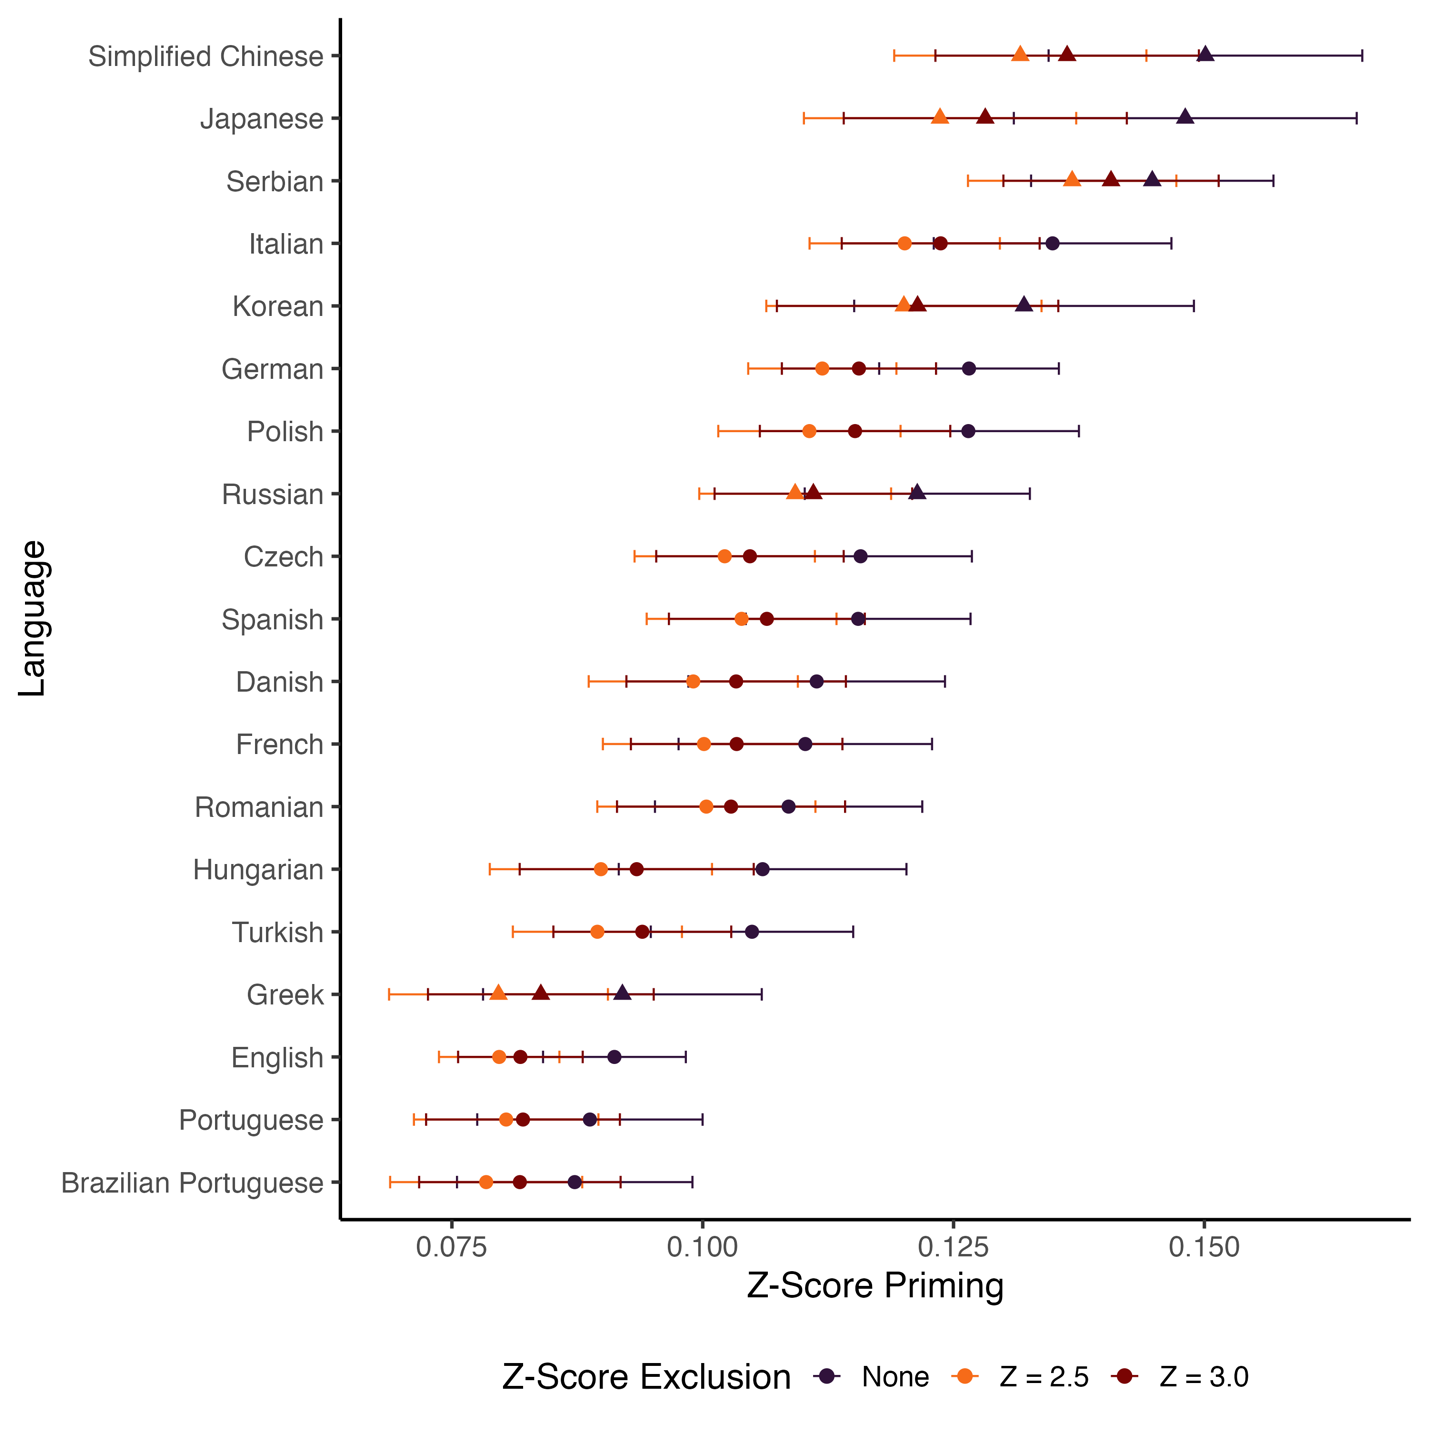 Language
Simplified Chinese
Japanese
Serbian
Italian
Korean
German
Polish
Russian
Czech
Spanish
Danish
French
Romanian
Hungarian
Turkish
Greek
English
Portuguese
Brazilian Portuguese
0.075 0.100 0.125 0.150
Z-Score Priming
Z-Score Exclusion None Z = 2.5 Z = 3.0